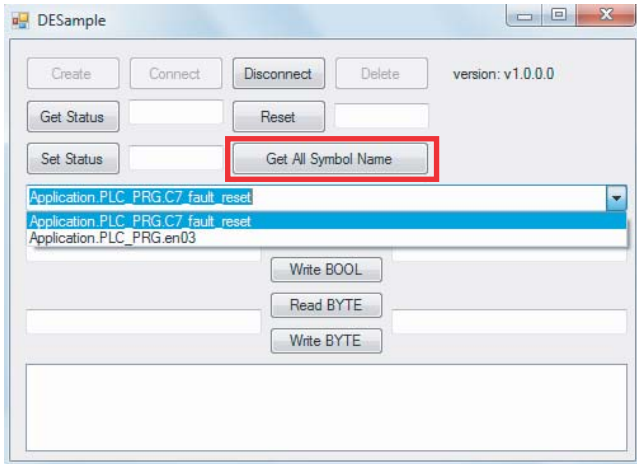 DESample
Create Connect Disconnect Delete version: v1.0.0.0
Get Status Reset
Set Status Get All Symbol Name
Application.PLC_PRG.C7_fault_reset
Application.PLC_PRG.C7_fault_reset
Application.PLC_PRG.en03
Write BOOL
Read BYTE
Write BYTE